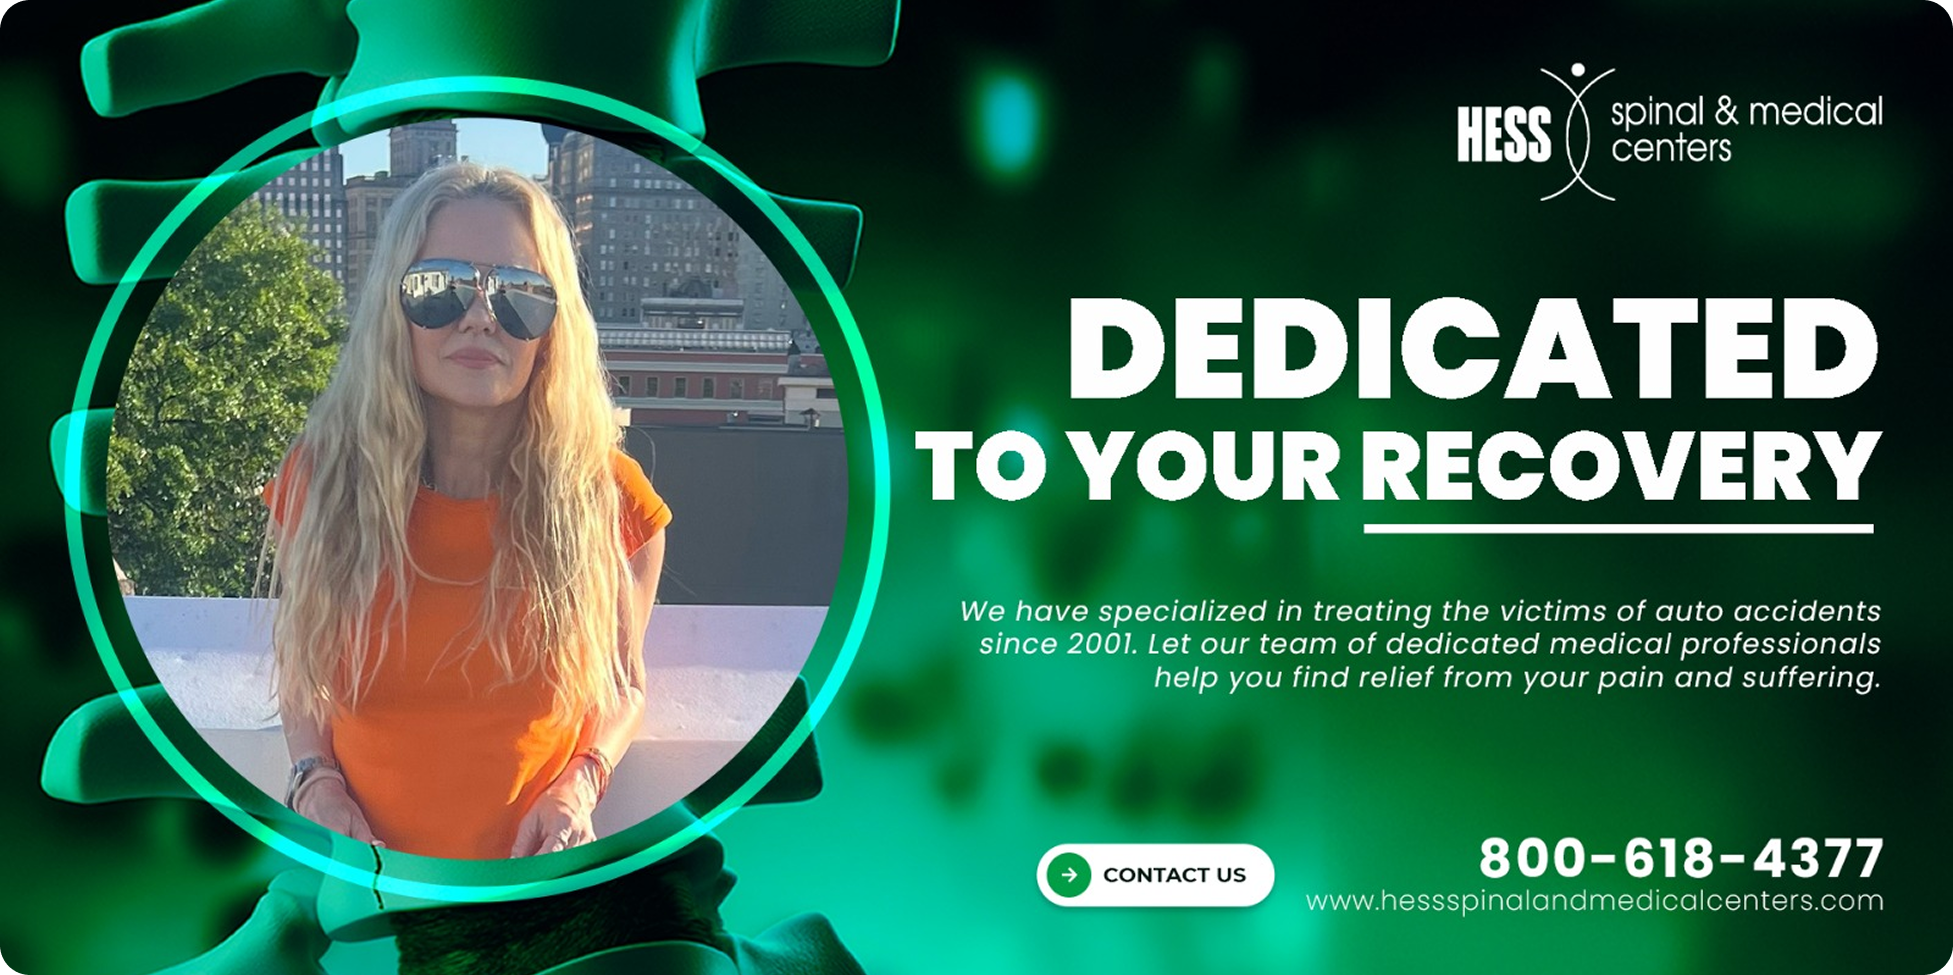 HESS spinal & medical
centers
DEDICATED
TO YOUR RECOVERY
We have specialized in treating the victims of auto accidents
since 2001. Let our team of dedicated medical professionals
help you find relief from your pain and suffering.
CONTACT US
800-618-4377
www.hessspinalandmedicalcenters.com